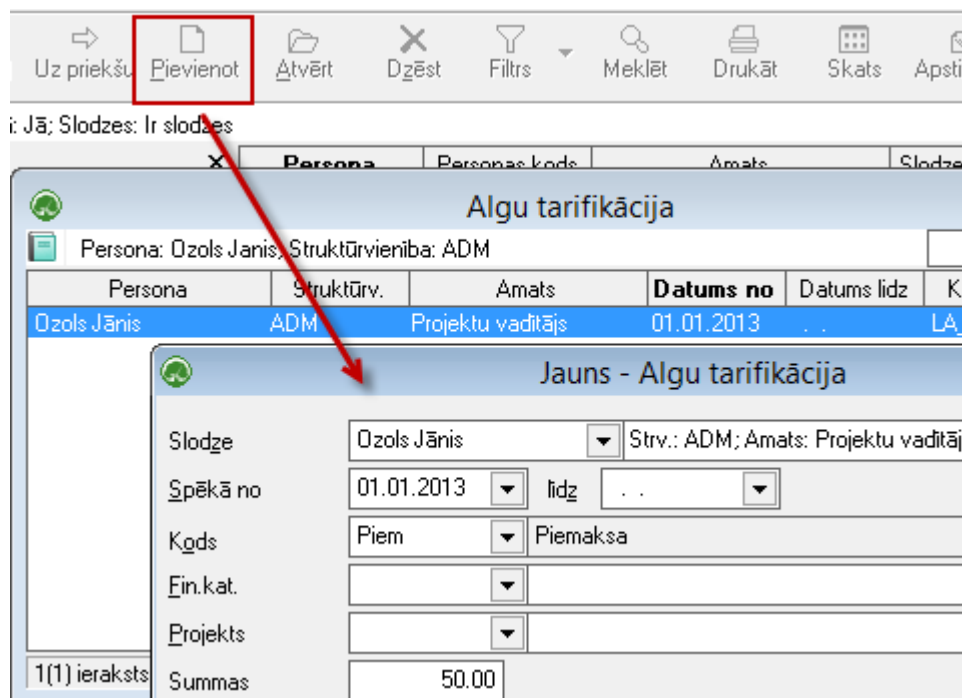 Uz priekšu Pievienot Atvērt Dzēst Filtrs Meklēt Drukāt Skats Apsti
i: Jā; Slodzes: Ir slodzes
Persona Personas kods Amats Slodze
Algu tarifikācija
Persona: Ozols Janis; Struktūrvienība: ADM
Persona Struktūrv. Amats Datums no Datums līdz K
Ozols Jānis ADM Projektu vadītājs 01.01.2013 . . LA_
Jauns - Algu tarifikācija
Slodze Ozols Jānis Strv.: ADM; Amats: Projektu vadītāj
Spēkā no 01.01.2013 līdz . .
Kods Piem Piemaksa
Fin.kat.
Projekts
1(1) ieraksts Summas 50.00